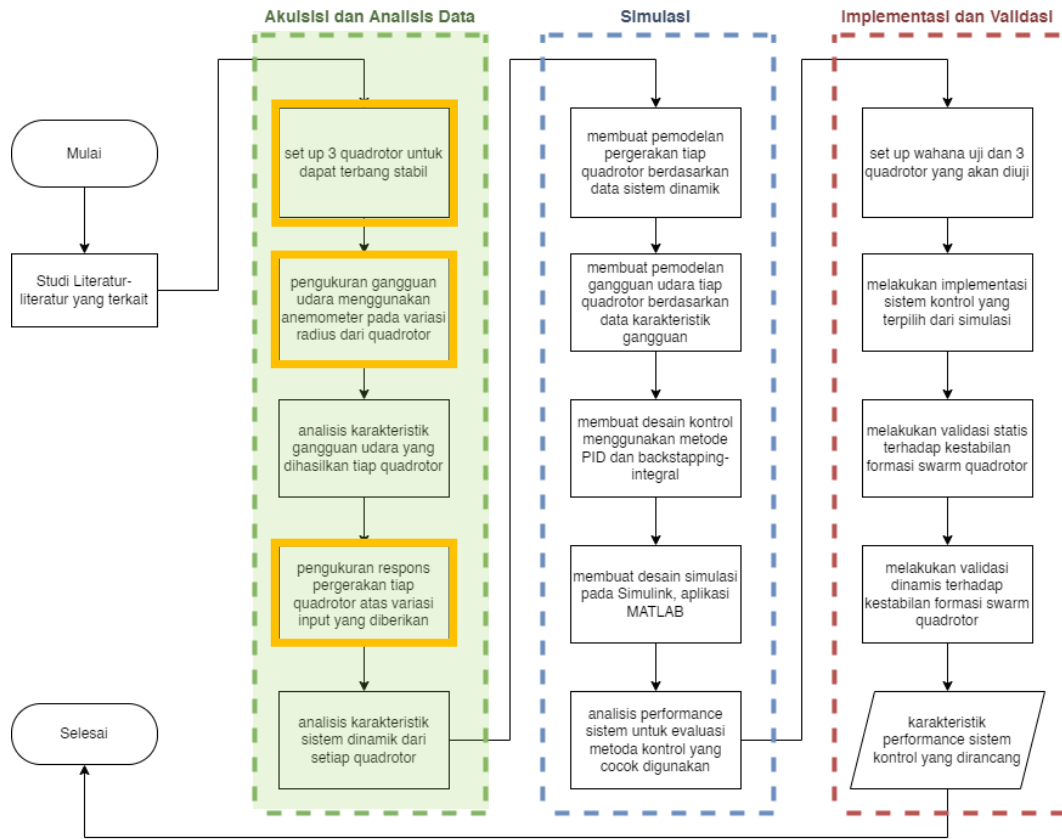 Akuisisi dan Analisis Data
Simulasi
Implementasi dan Validasi
Mulai
Studi Literatur-
literatur yang terkait
set up 3 quadrotor untuk
dapat terbang stabil
pengukuran gangguan
udara menggunakan
anemometer pada variasi
radius dari quadrotor
analisis karakteristik
gangguan udara yang
dihasilkan tiap quadrotor
pengukuran respons
pergerakan tiap
quadrotor atas variasi
input yang diberikan
analisis karakteristik
sistem dinamik dari
setiap quadrotor
membuat pemodelan
pergerakan tiap
quadrotor berdasarkan
data sistem dinamik
membuat pemodelan
gangguan udara tiap
quadrotor berdasarkan
data karakteristik
gangguan
membuat desain kontrol
menggunakan metode
PID dan backstapping-
integral
membuat desain simulasi
pada Simulink, aplikasi
MATLAB
analisis performance
sistem untuk evaluasi
metoda kontrol yang
cocok digunakan
set up wahana uji dan 3
quadrotor yang akan diuji
melakukan implementasi
sistem kontrol yang
terpilih dari simulasi
melakukan validasi statis
terhadap kestabilan
formasi swarm quadrotor
melakukan validasi
dinamis terhadap
kestabilan formasi swarm
quadrotor
karakteristik
performance sistem
kontrol yang dirancang
Selesai